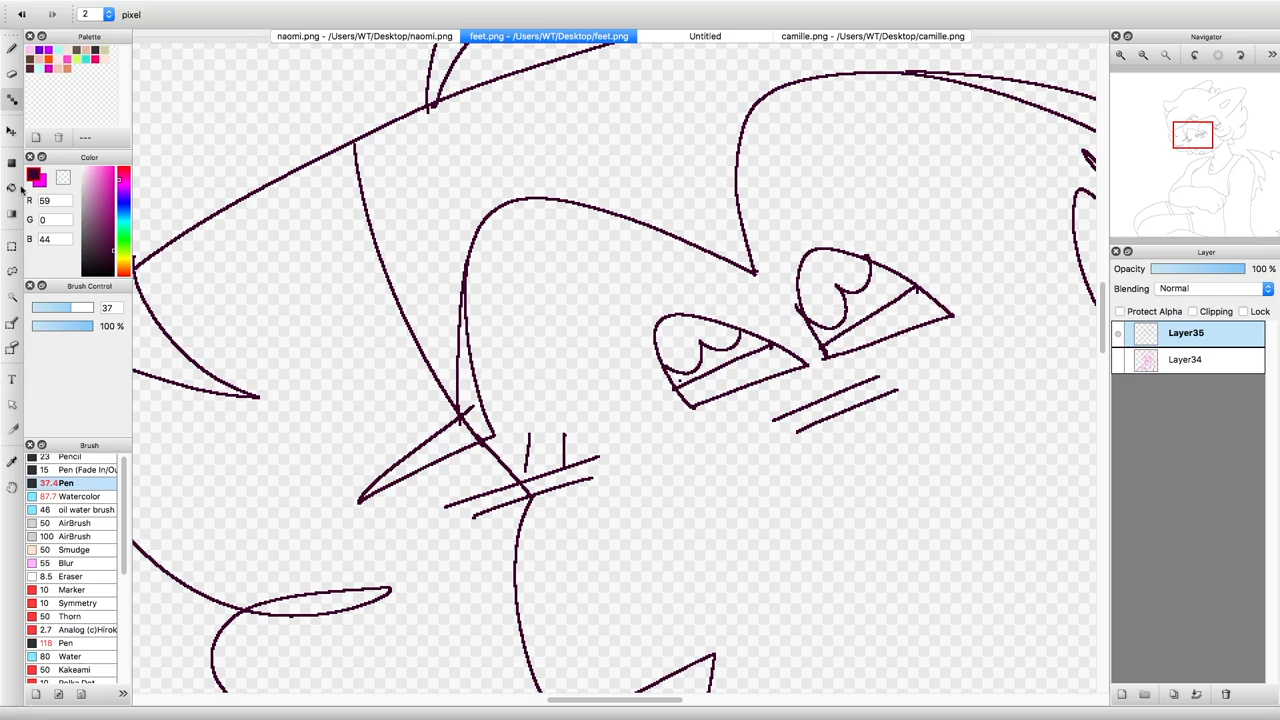 2 pixel
Palette
naomi.png - /Users/WT/Desktop/naomi.png
feet.png - /Users/WT/Desktop/feet.png
Untitled
camille.png - /Users/WT/Desktop/camille.png
Navigator
---
Color
R 59
G 0
B 44
Brush Control
37
100 %
Brush
23 Pencil
15 Pen (Fade In/Ou
37.4 Pen
87.7 Watercolor
46 oil water brush
50 AirBrush
100 AirBrush
50 Smudge
55 Blur
8.5 Eraser
10 Marker
10 Symmetry
50 Thorn
2.7 Analog (c)Hirok
118 Pen
80 Water
50 Kakeami
Layer
Opacity 100 %
Blending Normal
Protect Alpha Clipping Lock
Layer35
Layer34